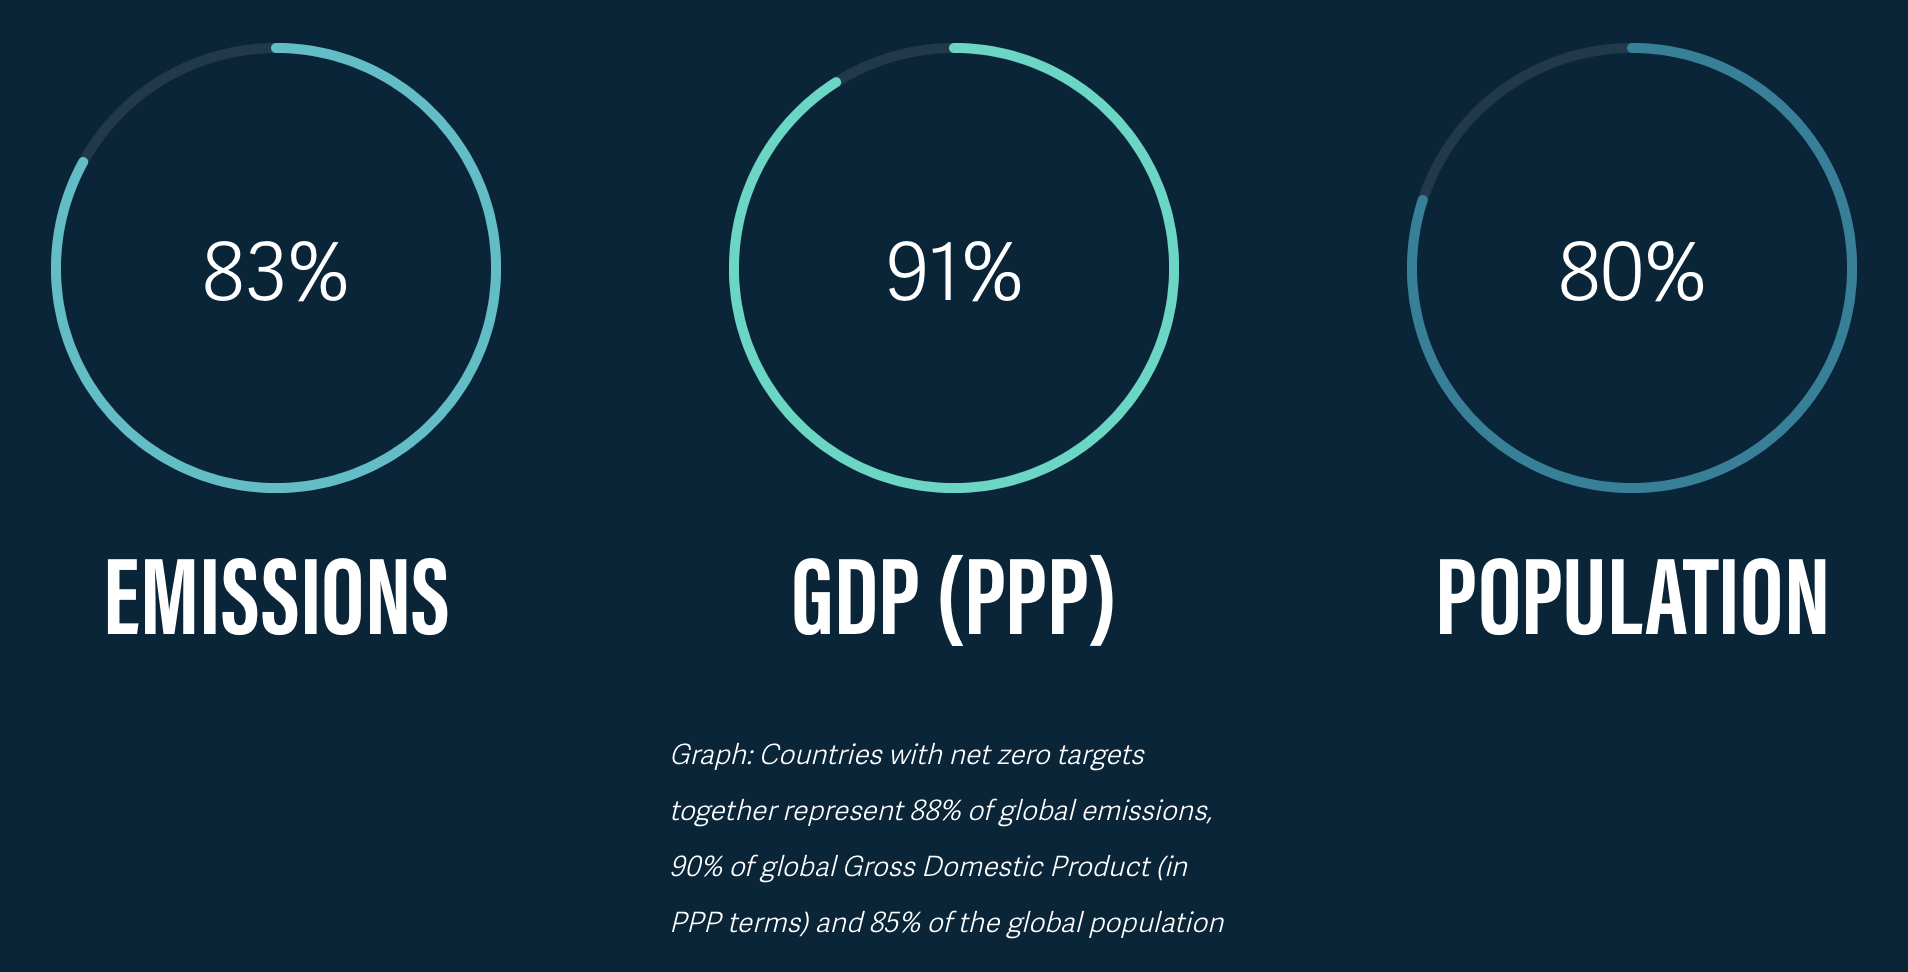 83%
91%
80%
EMISSIONS
GDP (PPP)
POPULATION
Graph: Countries with net zero targets
together represent 88% of global emissions,
90% of global Gross Domestic Product (in
PPP terms) and 85% of the global population